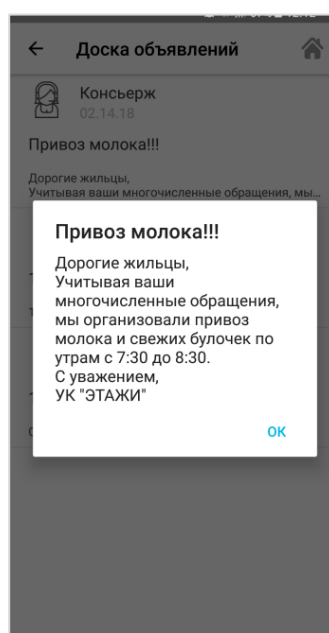 Доска объявлений
Консьерж
02.14.18
Привоз молока!!!
Дорогие жильцы,
Учитывая ваши многочисленные обращения, мы...
Привоз молока!!!
Дорогие жильцы,
Учитывая ваши
многочисленные обращения,
мы организовали привоз
молока и свежих булочек по
утрам с 7:30 до 8:30.
С уважением,
УК "ЭТАЖИ"
ОК